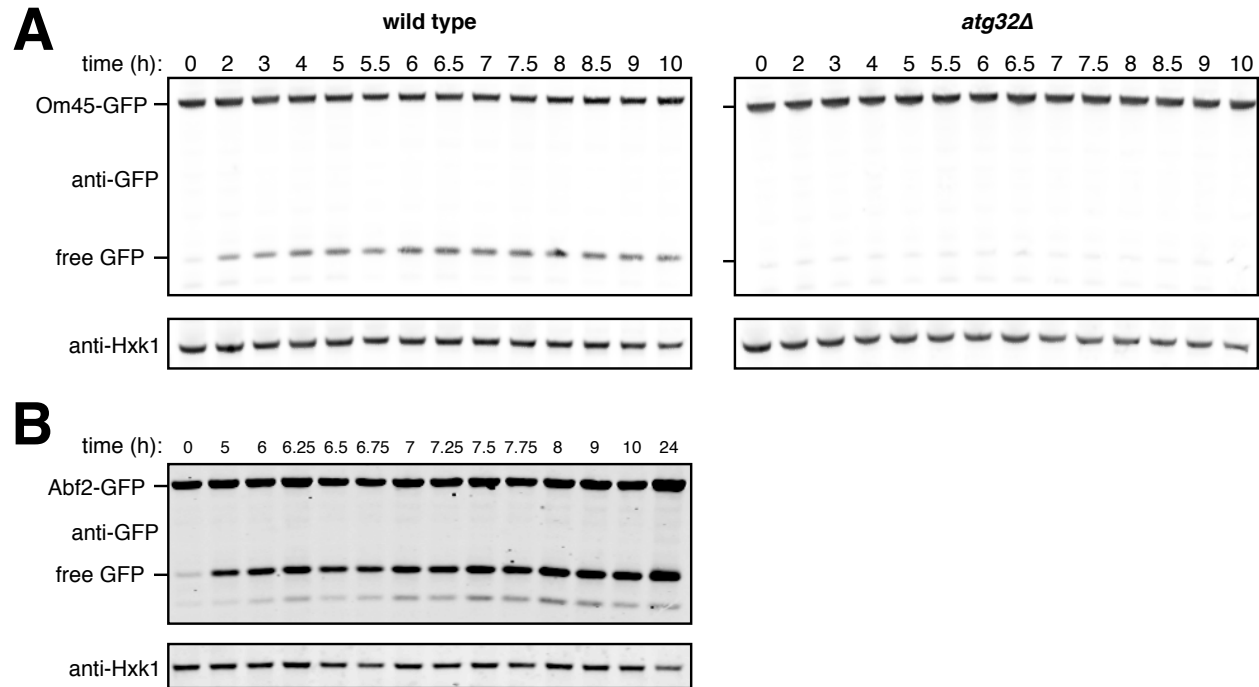 A
wild type
atg32Δ
time (h): 0 2 3 4 5 5.5 6 6.5 7 7.5 8 8.5 9 10
0 2 3 4 5 5.5 6 6.5 7 7.5 8 8.5 9 10
Om45-GFP
anti-GFP
free GFP
anti-Hxk1
B
time (h): 0 5 6 6.25 6.5 6.75 7 7.25 7.5 7.75 8 9 10 24
Abf2-GFP
anti-GFP
free GFP
anti-Hxk1